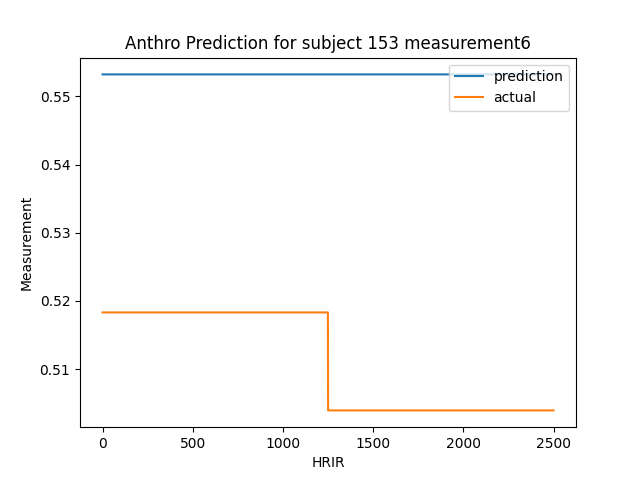 Anthro Prediction for subject 153 measurement6
prediction
actual
Measurement
0.55
0.54
0.53
0.52
0.51
0 500 1000 1500 2000 2500
HRIR